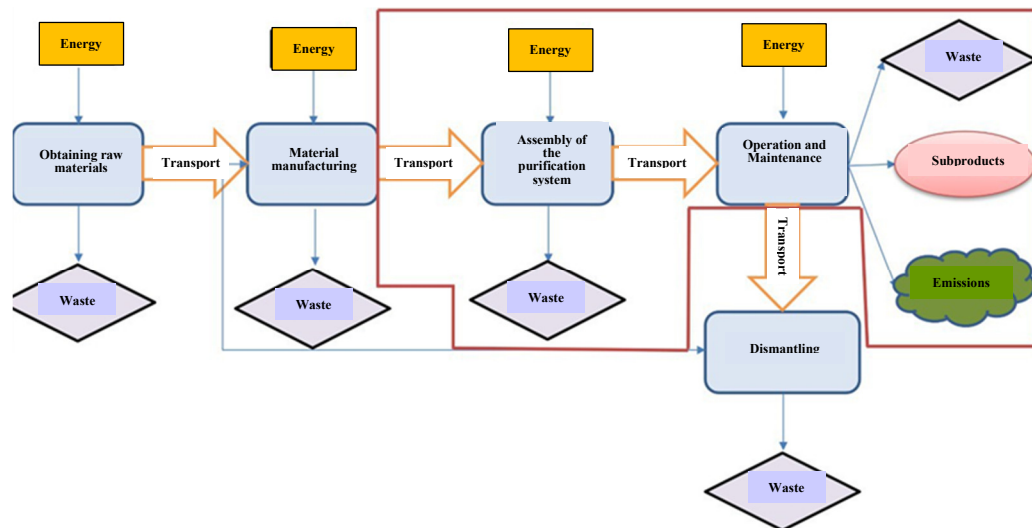 Energy
Energy
Energy
Energy
Waste
Obtaining raw
materials
Transport
Material
manufacturing
Transport
Assembly of
the
purification
system
Transport
Operation and
Maintenance
Subproducts
Transport
Waste
Waste
Waste
Emissions
Dismantling
Waste